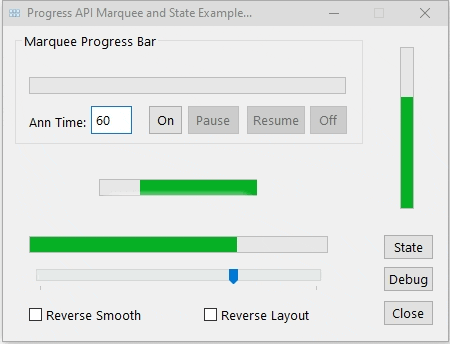 Progress API Marquee and State Example...
Marquee Progress Bar
Ann Time: 60 On Pause Resume Off
State
Debug
Reverse Smooth Reverse Layout Close